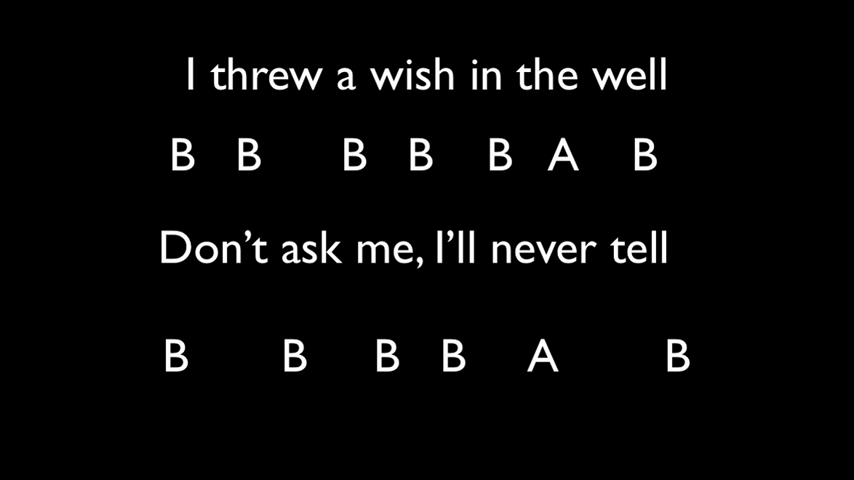 I threw a wish in the well
B B B B B A B
Don't ask me, I'll never tell
B B B B A B